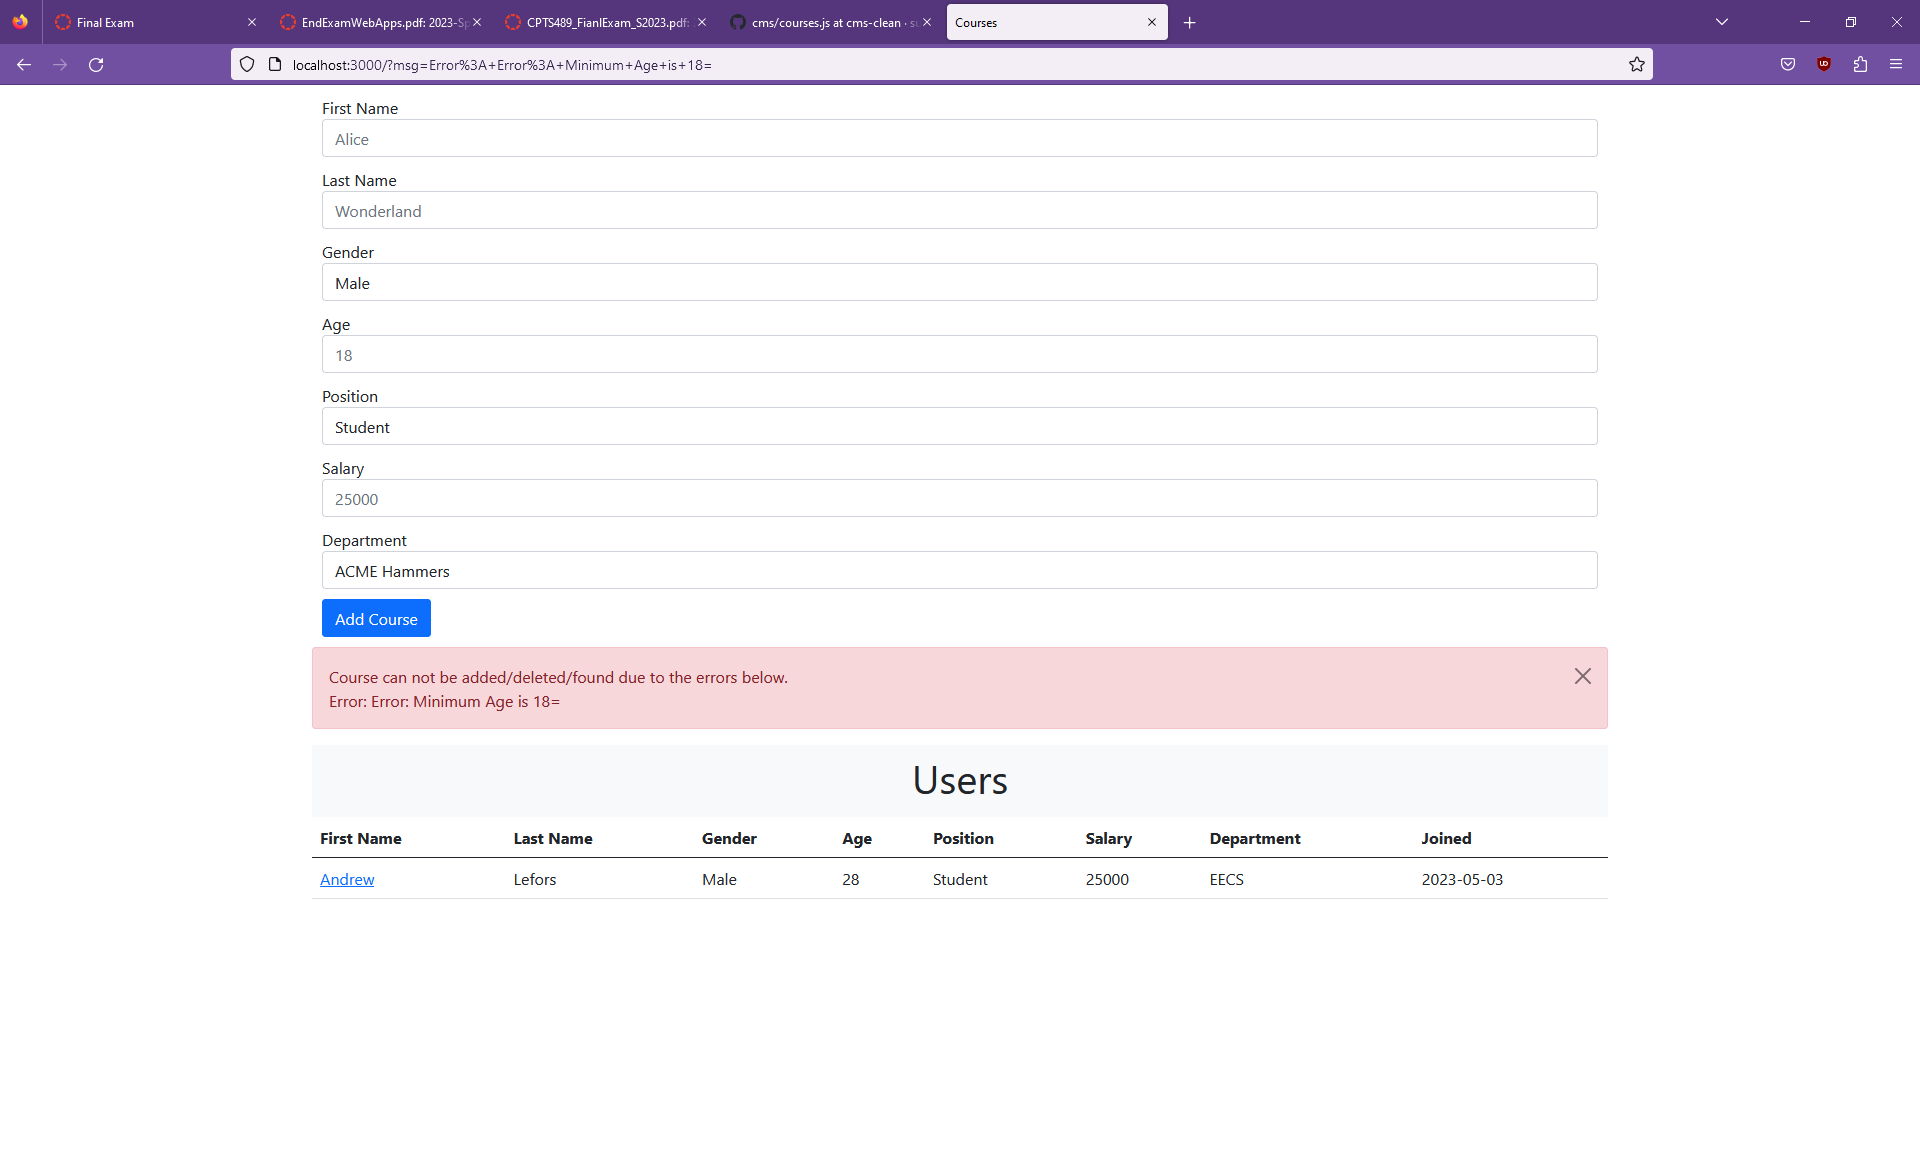 Final Exam
EndExamWebApps.pdf: 2023-Sp
CPTS489_FianlExam_S2023.pdf:
cms/courses.js at cms-clean · su
Courses
localhost:3000/?msg=Error%3A+Error%3A+Minimum+Age+is+18=
First Name
Alice
Last Name
Wonderland
Gender
Male
Age
18
Position
Student
Salary
25000
Department
ACME Hammers
Add Course
Course can not be added/deleted/found due to the errors below.
Error: Error: Minimum Age is 18=
Users
First Name Last Name Gender Age Position Salary Department Joined
Andrew Lefors Male 28 Student 25000 EECS 2023-05-03